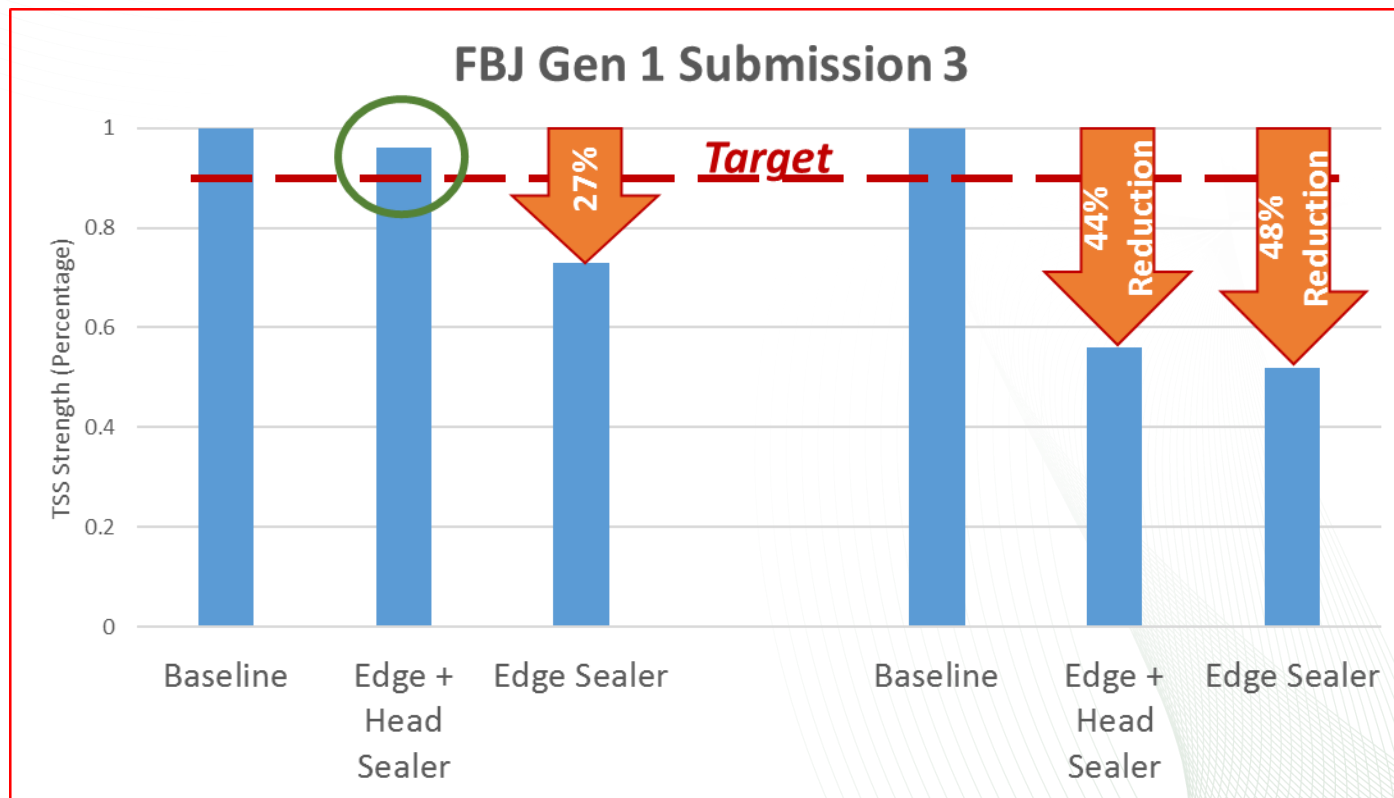 FBJ Gen 1 Submission 3
TSS Strength (Percentage)
1
0.8
0.6
0.4
0.2
0
Target
27%
44%
Reduction
48%
Reduction
Baseline
Edge +
Head
Sealer
Edge Sealer
Baseline
Edge +
Head
Sealer
Edge Sealer